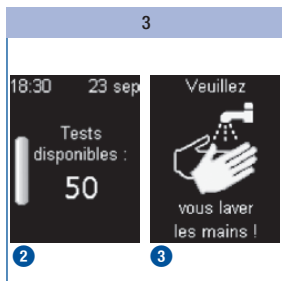 3
18:30 23 sep
Tests
disponibles :
50
Veuillez
vous laver
les mains !
2
3